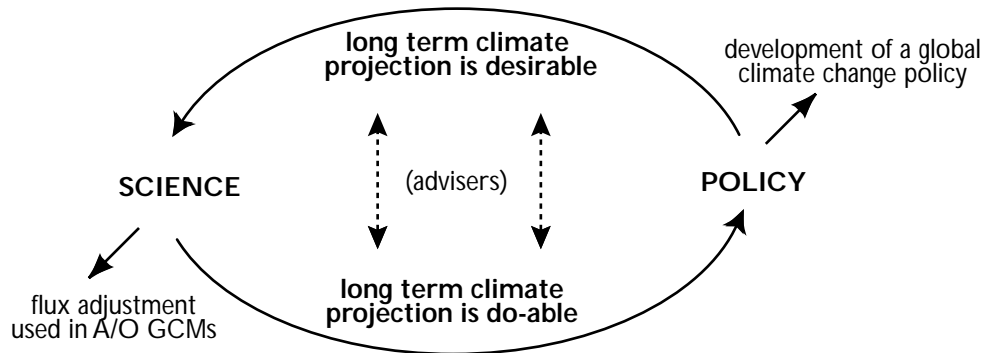 long term climate
projection is desirable
development of a global
climate change policy
SCIENCE
(advisers)
POLICY
long term climate
projection is do-able
flux adjustment
used in A/O GCMs